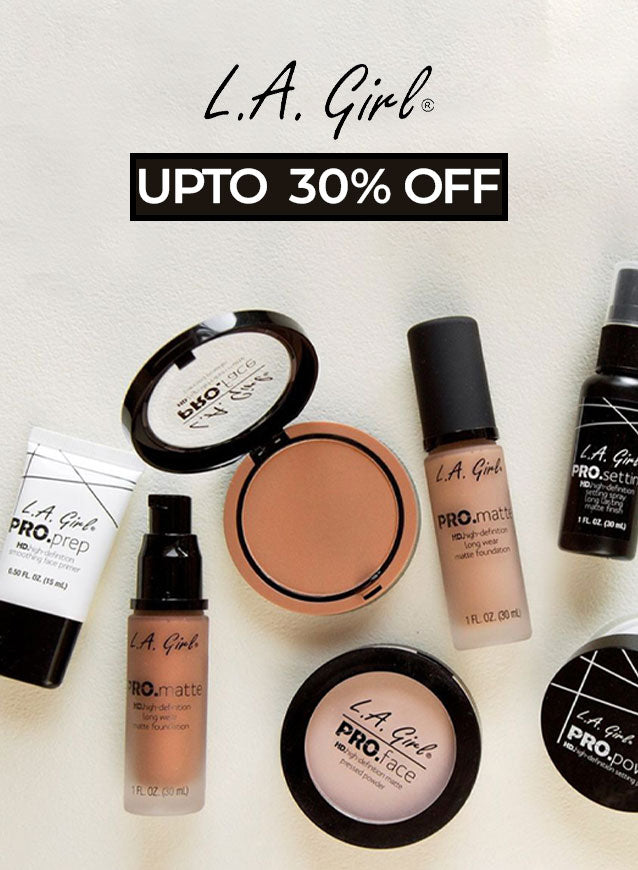 L.A. Girl®
UPTO 30% OFF
PRO.face
L.A. Girl®
L.A. Girl®
PRO.prep
HD.high-definition
smoothing face primer
0.50 FL. OZ. (15 mL)
L.A. Girl®
PRO.matte
HD.high-definition
long wear
matte foundation
1 FL. OZ. (30 mL)
L.A. Girl
PRO.settin
HD.high-definition
setting spray
long lasting
matte finish
1 FL. OZ. (30 mL)
L.A. Girl®
PRO.matte
HD.high-definition
long wear
matte foundation
1 FL. OZ. (30 mL)
L.A. Girl®
PRO.face
HD.high-definition matte
pressed powder
L.A. Girl
PRO.pow
HD.high-definition setting